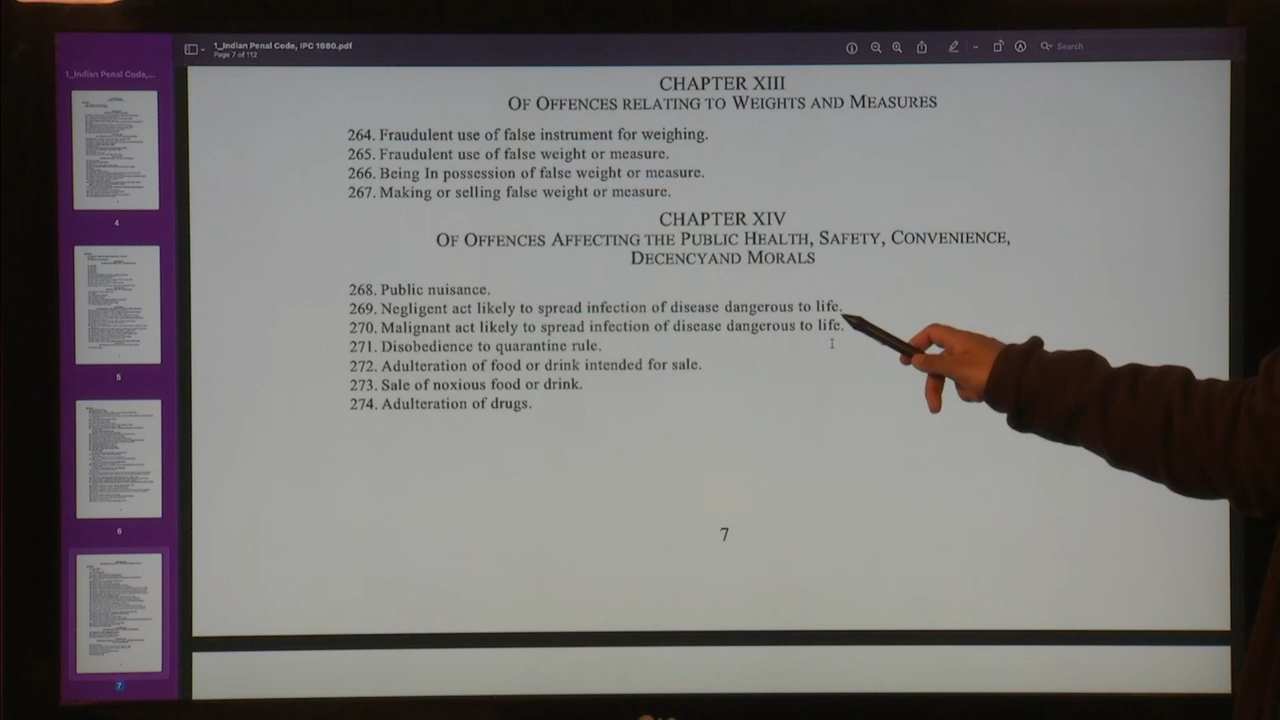 1_Indian Penal Code, IPC 1860.pdf
Page 7 of 112
Search
1_Indian Penal Code,...
4
5
6
7
CHAPTER XIII
OF OFFENCES RELATING TO WEIGHTS AND MEASURES
264. Fraudulent use of false instrument for weighing.
265. Fraudulent use of false weight or measure.
266. Being In possession of false weight or measure.
267. Making or selling false weight or measure.
CHAPTER XIV
OF OFFENCES AFFECTING THE PUBLIC HEALTH, SAFETY, CONVENIENCE,
DECENCYAND MORALS
268. Public nuisance.
269. Negligent act likely to spread infection of disease dangerous to life.
270. Malignant act likely to spread infection of disease dangerous to life.
271. Disobedience to quarantine rule.
272. Adulteration of food or drink intended for sale.
273. Sale of noxious food or drink.
274. Adulteration of drugs.
7